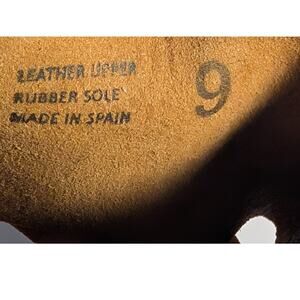 LEATHER UPPER
RUBBER SOLE
MADE IN SPAIN
9